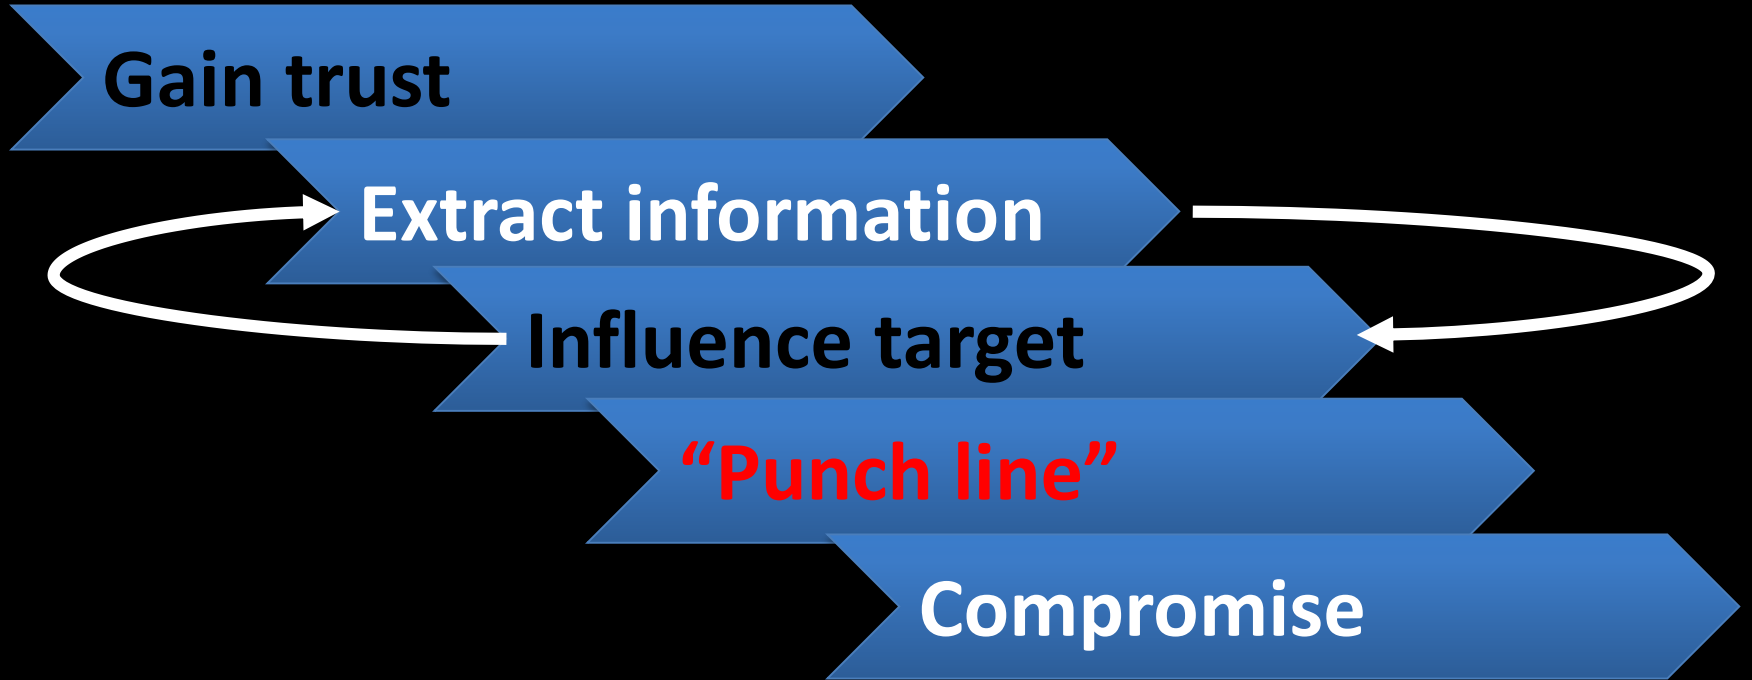 Gain trust
Extract information
Influence target
“Punch line”
Compromise